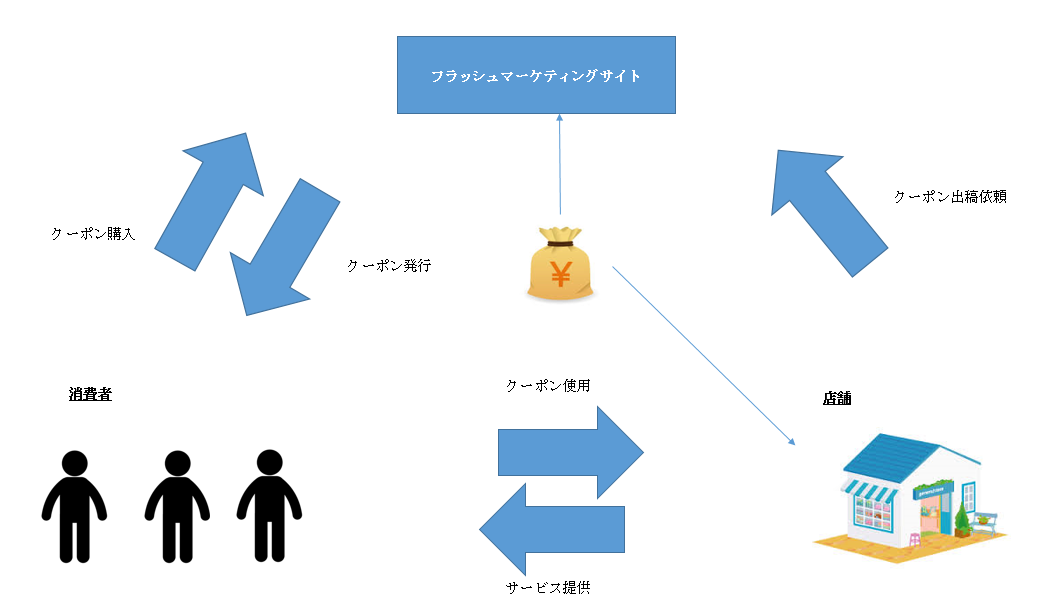 フラッシュマーケティングサイト
クーポン出稿依頼
クーポン購入
クーポン発行
¥
クーポン使用
消費者
店舗
サービス提供